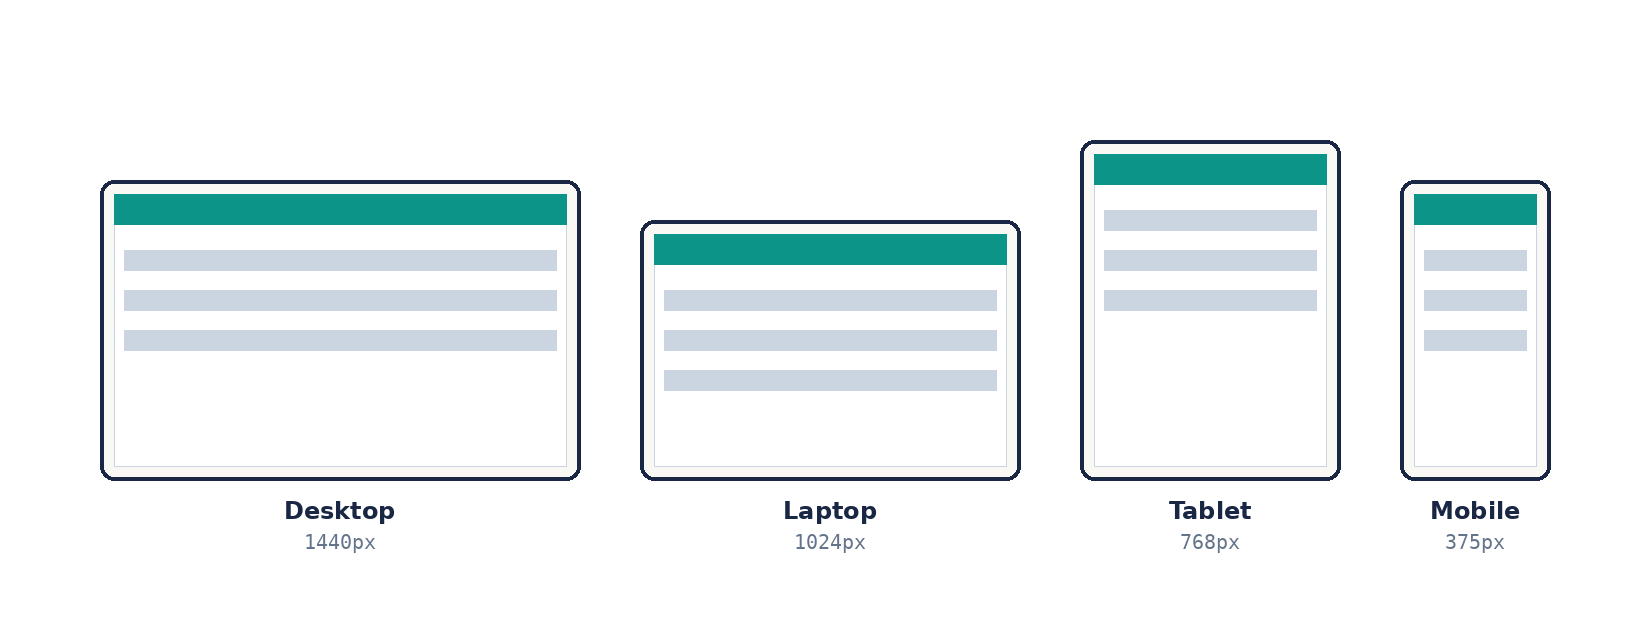 Desktop
1440px
Laptop
1024px
Tablet
768px
Mobile
375px